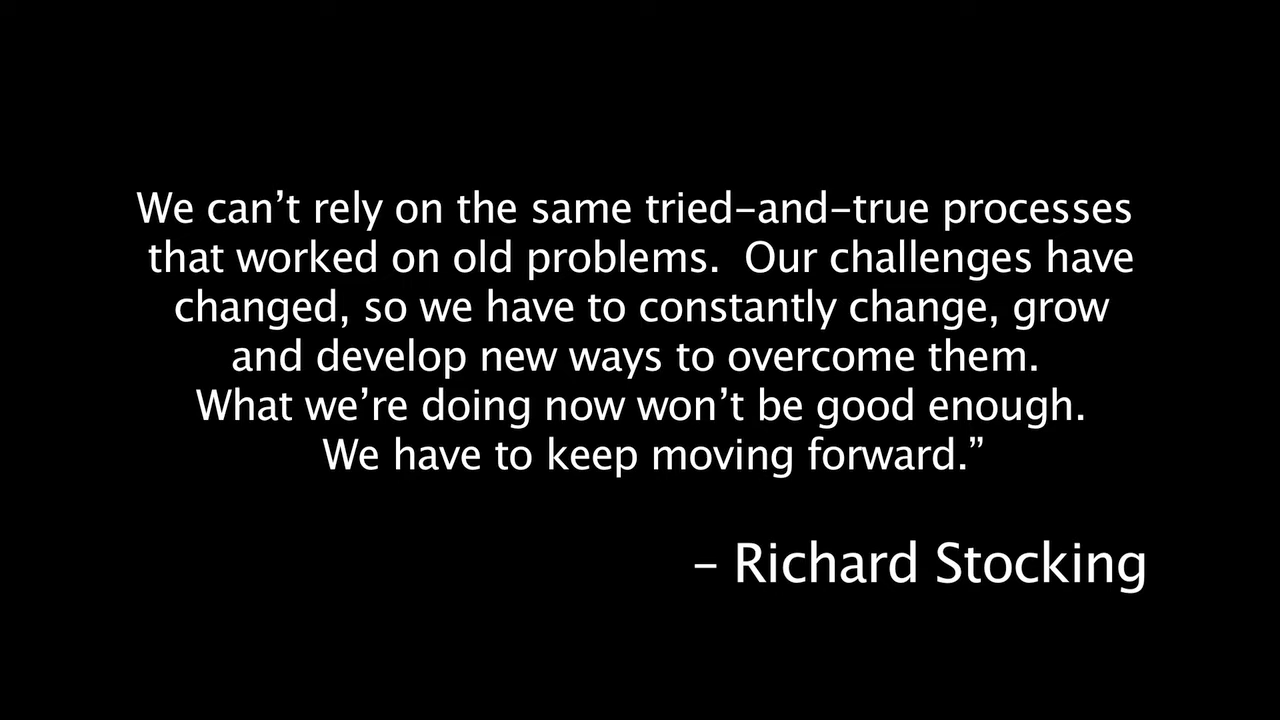 We can’t rely on the same tried–and–true processes
that worked on old problems.  Our challenges have
changed, so we have to constantly change, grow
and develop new ways to overcome them.
What we’re doing now won’t be good enough.
We have to keep moving forward.”
– Richard Stocking